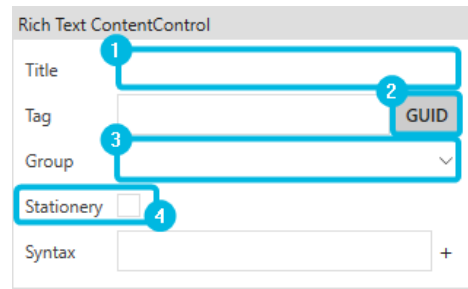 Rich Text ContentControl
1
Title
2
Tag GUID
3
Group
Stationery 4
Syntax +